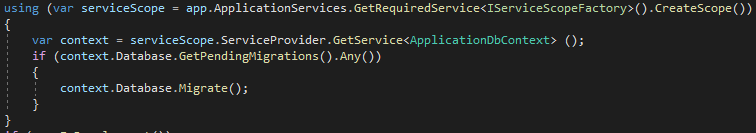 using (var serviceScope = app.ApplicationServices.GetRequiredService<IServiceScopeFactory>().CreateScope())
{
var context = serviceScope.ServiceProvider.GetService<ApplicationDbContext> ();
if (context.Database.GetPendingMigrations().Any())
{
context.Database.Migrate();
}
}